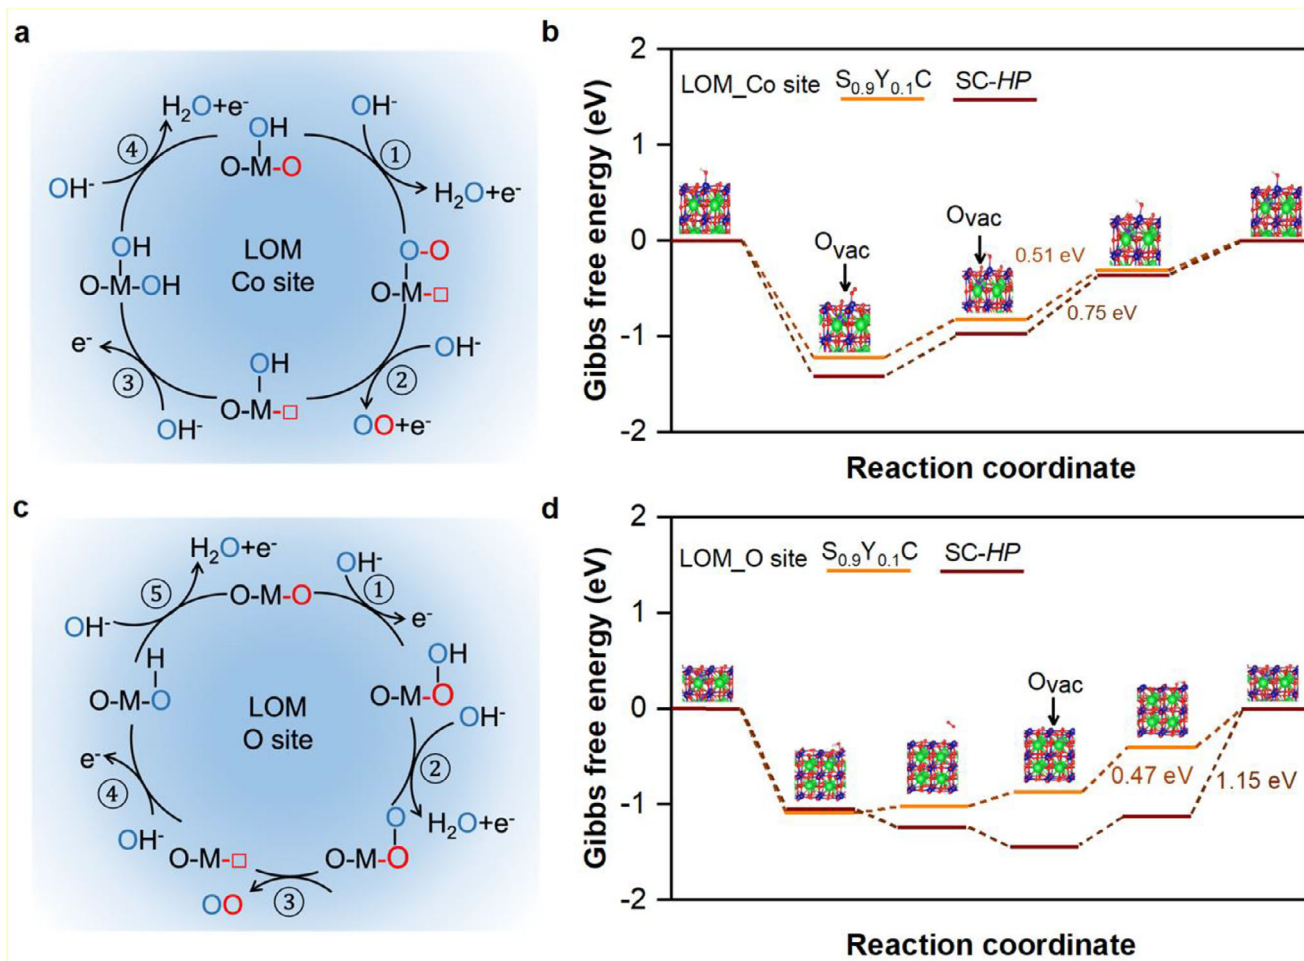 a
H₂O+e⁻
OH⁻
④
OH
O-M-O
①
OH⁻
H₂O+e⁻
OH
O-M-OH
LOM
Co site
O-O
O-M-□
e⁻
③
OH
O-M-□
②
OH⁻
OH⁻
OO+e⁻
b
Gibbs free energy (eV)
2
1
0
-1
-2
LOM_Co site S₀.₉Y₀.₁C SC-HP
Ovac
Ovac
0.51 eV
0.75 eV
Reaction coordinate
c
H₂O+e⁻
OH⁻
⑤
O-M-O
①
OH⁻
e⁻
H
O-M-O
LOM
O site
OH
O-M-O
OH⁻
e⁻
④
OH⁻
②
H₂O+e⁻
O-M-□
O
O-M-O
OO
③
d
Gibbs free energy (eV)
2
1
0
-1
-2
LOM_O site S₀.₉Y₀.₁C SC-HP
Ovac
0.47 eV
1.15 eV
Reaction coordinate